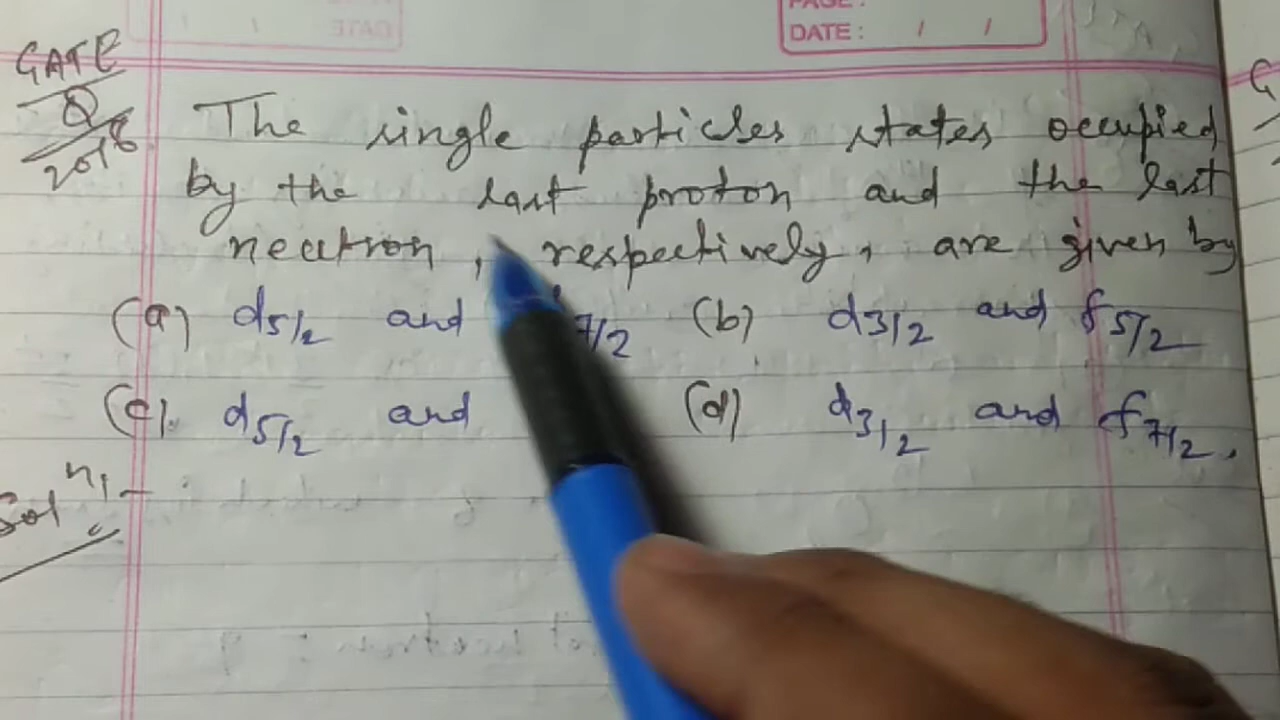 PAGE :
DATE : / /
GATE
Q
2018
The single particles states occupied
by the last proton and the last
neutron, respectively, are given by
(a) d5/2 and 7/2 (b) d3/2 and f5/2
(c) d5/2 and (d) d3/2 and f7/2.
Soln:-